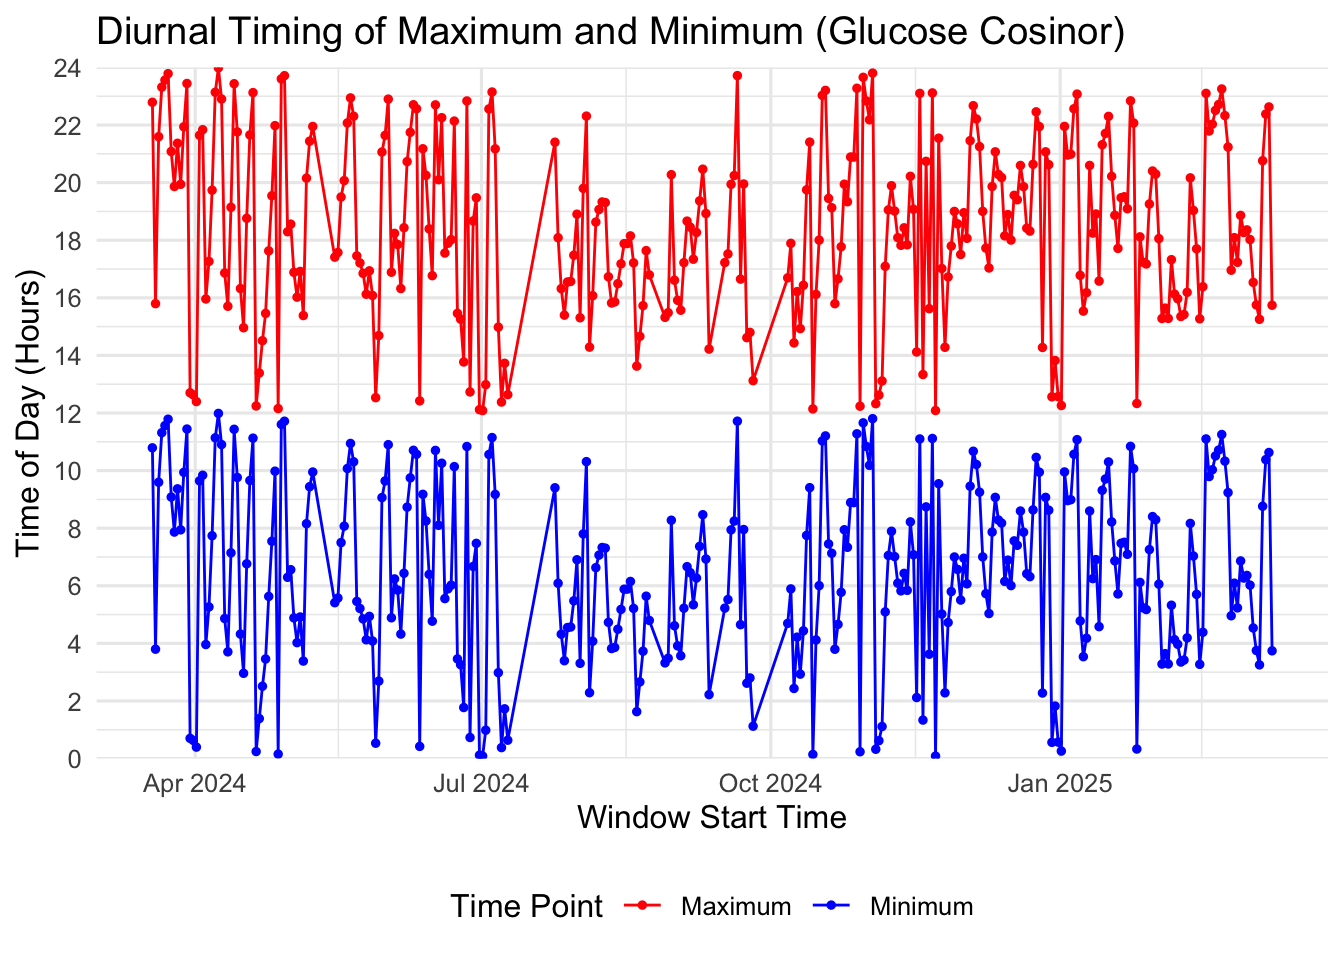 Diurnal Timing of Maximum and Minimum (Glucose Cosinor)
Time of Day (Hours)
24
22
20
18
16
14
12
10
8
6
4
2
0
Apr 2024 Jul 2024 Oct 2024 Jan 2025
Window Start Time
Time Point Maximum Minimum